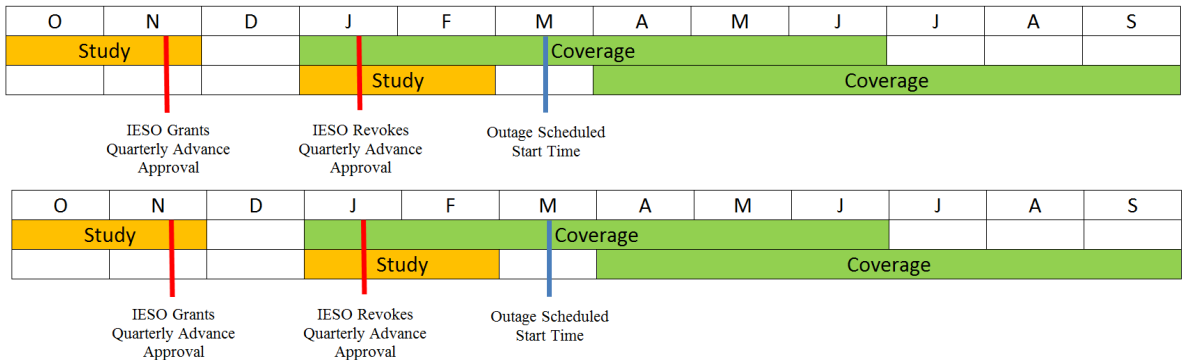 O N D J F M A M J J A S
Study Coverage
Study Coverage
IESO Grants
Quarterly Advance
Approval
IESO Revokes
Quarterly Advance
Approval
Outage Scheduled
Start Time
O N D J F M A M J J A S
Study Coverage
Study Coverage
IESO Grants
Quarterly Advance
Approval
IESO Revokes
Quarterly Advance
Approval
Outage Scheduled
Start Time